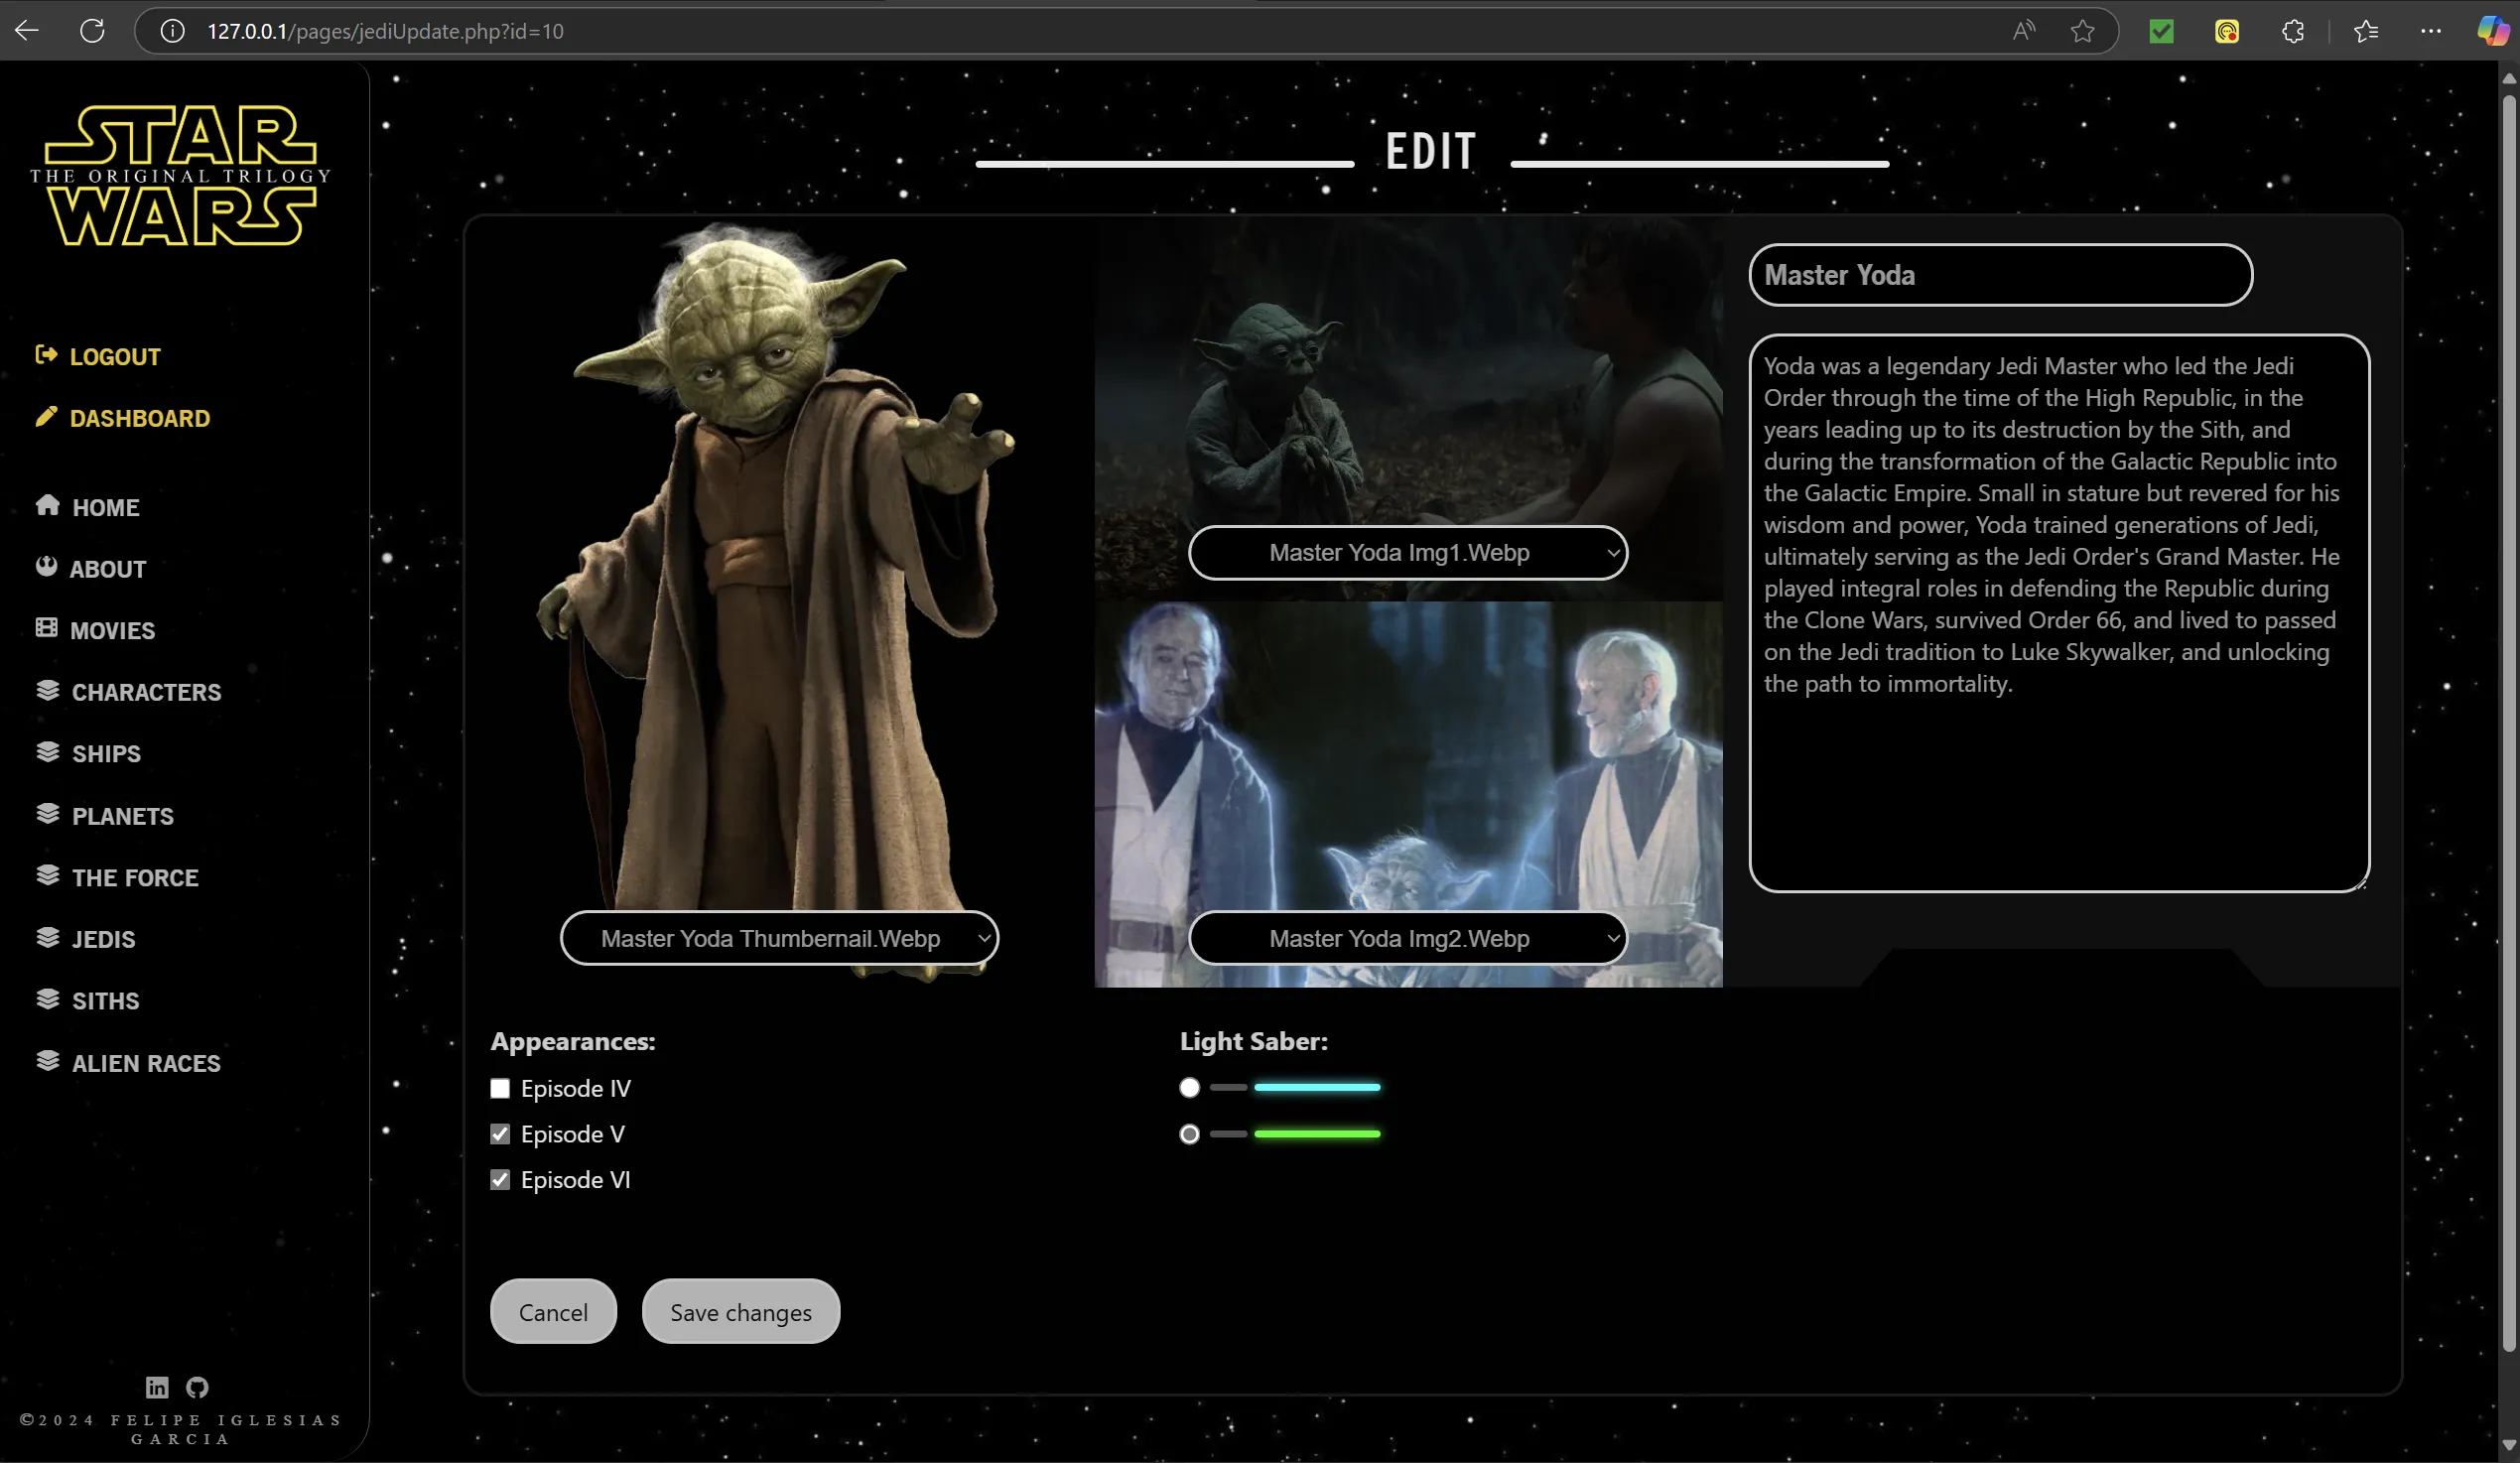 127.0.0.1/pages/jediUpdate.php?id=10
STAR
THE ORIGINAL TRILOGY
WARS
LOGOUT
DASHBOARD
HOME
ABOUT
MOVIES
CHARACTERS
SHIPS
PLANETS
THE FORCE
JEDIS
SITHS
ALIEN RACES
©2024 FELIPE IGLESIAS
GARCIA
EDIT
Master Yoda Thumbernail.Webp
Master Yoda Img1.Webp
Master Yoda Img2.Webp
Master Yoda
Yoda was a legendary Jedi Master who led the Jedi
Order through the time of the High Republic, in the
years leading up to its destruction by the Sith, and
during the transformation of the Galactic Republic into
the Galactic Empire. Small in stature but revered for his
wisdom and power, Yoda trained generations of Jedi,
ultimately serving as the Jedi Order's Grand Master. He
played integral roles in defending the Republic during
the Clone Wars, survived Order 66, and lived to passed
on the Jedi tradition to Luke Skywalker, and unlocking
the path to immortality.
Appearances:
Episode IV
Episode V
Episode VI
Light Saber:
Cancel
Save changes